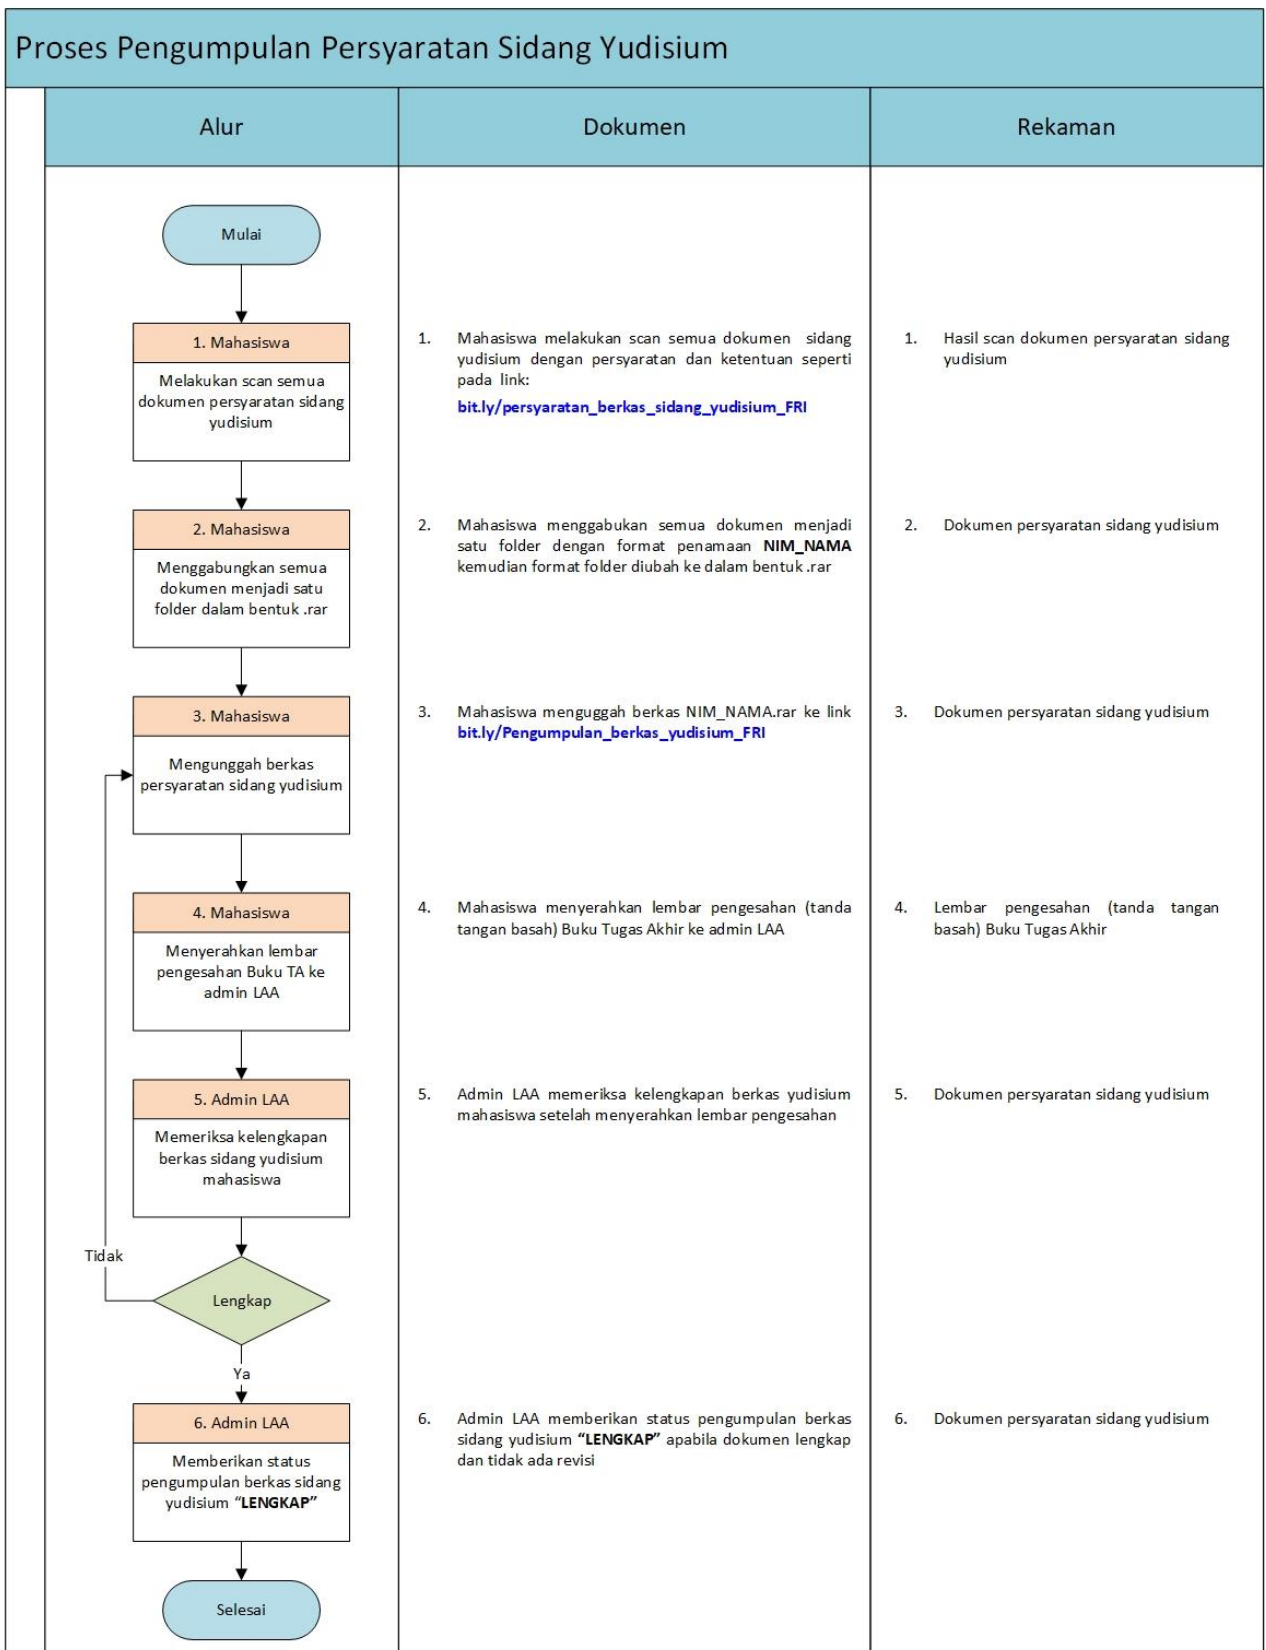 Proses Pengumpulan Persyaratan Sidang Yudisium
Alur
Dokumen
Rekaman
Mulai
1. Mahasiswa
Melakukan scan semua
dokumen persyaratan sidang
yudisium
1. Mahasiswa melakukan scan semua dokumen sidang
yudisium dengan persyaratan dan ketentuan seperti
pada link:
bit.ly/persyaratan_berkas_sidang_yudisium_FRI
1. Hasil scan dokumen persyaratan sidang
yudisium
2. Mahasiswa
Menggabungkan semua
dokumen menjadi satu
folder dalam bentuk .rar
2. Mahasiswa menggabukan semua dokumen menjadi
satu folder dengan format penamaan NIM_NAMA
kemudian format folder diubah ke dalam bentuk .rar
2. Dokumen persyaratan sidang yudisium
3. Mahasiswa
Mengunggah berkas
persyaratan sidang yudisium
3. Mahasiswa menguggah berkas NIM_NAMA.rar ke link
bit.ly/Pengumpulan_berkas_yudisium_FRI
3. Dokumen persyaratan sidang yudisium
4. Mahasiswa
Menyerahkan lembar
pengesahan Buku TA ke
admin LAA
4. Mahasiswa menyerahkan lembar pengesahan (tanda
tangan basah) Buku Tugas Akhir ke admin LAA
4. Lembar pengesahan (tanda tangan
basah) Buku Tugas Akhir
5. Admin LAA
Memeriksa kelengkapan
berkas sidang yudisium
mahasiswa
5. Admin LAA memeriksa kelengkapan berkas yudisium
mahasiswa setelah menyerahkan lembar pengesahan
5. Dokumen persyaratan sidang yudisium
Tidak
Lengkap
Ya
6. Admin LAA
Memberikan status
pengumpulan berkas sidang
yudisium “LENGKAP”
6. Admin LAA memberikan status pengumpulan berkas
sidang yudisium “LENGKAP” apabila dokumen lengkap
dan tidak ada revisi
6. Dokumen persyaratan sidang yudisium
Selesai